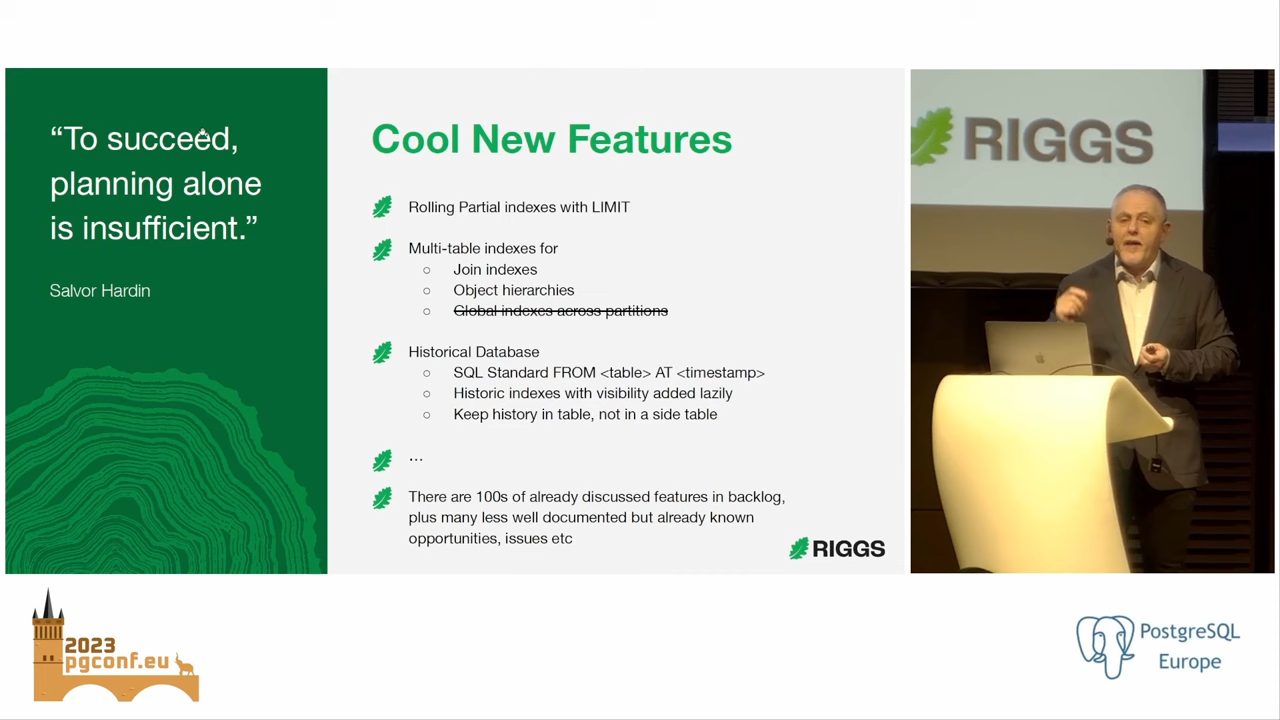 “To succeed,
planning alone
is insufficient.”
Salvor Hardin
Cool New Features
Rolling Partial indexes with LIMIT
Multi-table indexes for
○ Join indexes
○ Object hierarchies
○ Global indexes across partitions
Historical Database
○ SQL Standard FROM <table> AT <timestamp>
○ Historic indexes with visibility added lazily
○ Keep history in table, not in a side table
...
There are 100s of already discussed features in backlog,
plus many less well documented but already known
opportunities, issues etc
RIGGS
RIGGS
2023
pgconf.eu
PostgreSQL
Europe